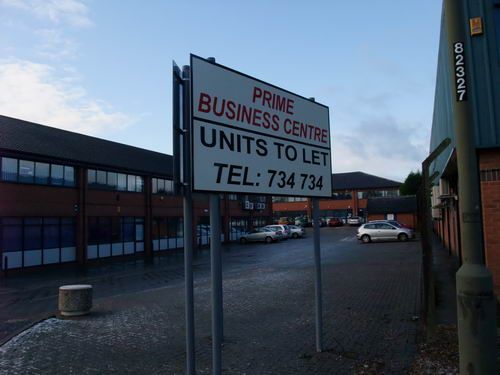 PRIME
BUSINESS CENTRE
UNITS TO LET
TEL: 734 734
82327